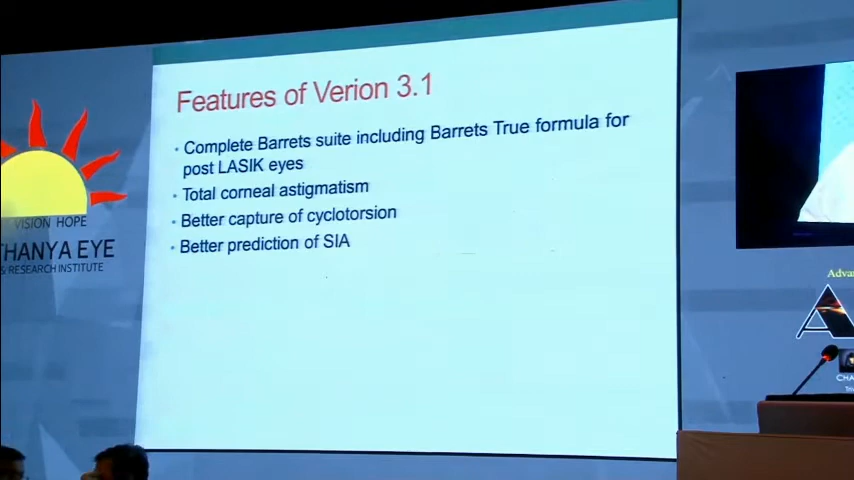 Features of Verion 3.1
• Complete Barrets suite including Barrets True formula for
post LASIK eyes
• Total corneal astigmatism
• Better capture of cyclotorsion
• Better prediction of SIA
VISION HOPE
THANYA EYE
& RESEARCH INSTITUTE
Adva
A
CHA